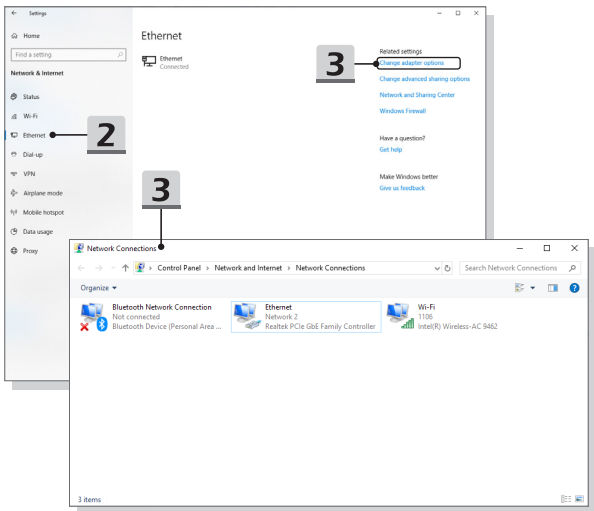 Settings
Home
Find a setting
Network & Internet
Status
Wi-Fi
Ethernet
Dial-up
VPN
Airplane mode
Mobile hotspot
Data usage
Proxy
2
Ethernet
Ethernet
Connected
3
Related settings
Change adapter options
Change advanced sharing options
Network and Sharing Center
Windows Firewall
Have a question?
Get help
Make Windows better
Give us feedback
3
Network Connections
Control Panel › Network and Internet › Network Connections
Search Network Connections
Organize
Bluetooth Network Connection
Not connected
Bluetooth Device (Personal Area ...
Ethernet
Network 2
Realtek PCIe GbE Family Controller
Wi-Fi
1106
Intel(R) Wireless-AC 9462
3 items